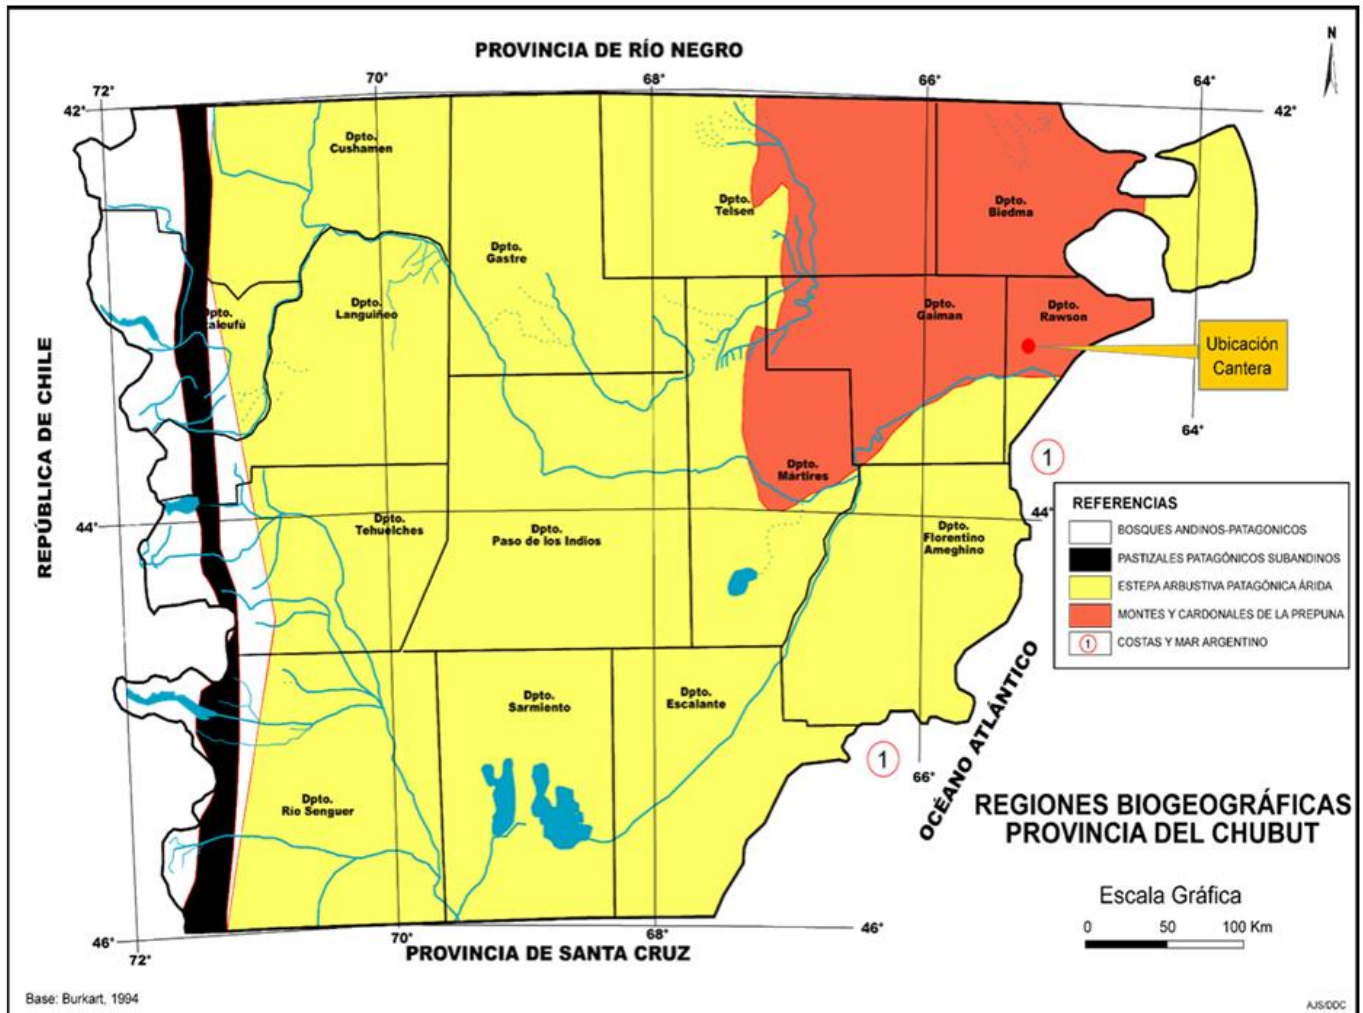 PROVINCIA DE RÍO NEGRO
N
72°
70°
68°
66°
64°
42°
42°
Dpto.
Cushamen
Dpto.
Telsen
Dpto.
Biedma
Dpto.
Gastre
Dpto.
Languiñeo
Dpto.
zaleufù
Dpto.
Gaiman
Dpto.
Rawson
Ubicación
Cantera
64°
REPÚBLICA DE CHILE
Dpto.
Mártires
1
44°
44°
Dpto.
Tehuelches
Dpto.
Paso de los Indios
Dpto.
Florentino
Ameghino
REFERENCIAS
BOSQUES ANDINOS-PATAGONICOS
PASTIZALES PATAGÓNICOS SUBANDINOS
ESTEPA ARBUSTIVA PATAGÓNICA ÁRIDA
MONTES Y CARDONALES DE LA PREPUNA
1 COSTAS Y MAR ARGENTINO
Dpto.
Sarmiento
Dpto.
Escalante
OCÉANO ATLÁNTICO
1
66°
Dpto.
Río Senguer
REGIONES BIOGEOGRÁFICAS
PROVINCIA DEL CHUBUT
Escala Gráfica
0 50 100 Km
46°
72°
70°
68°
46°
PROVINCIA DE SANTA CRUZ
Base: Burkart, 1994
AJS/DDC